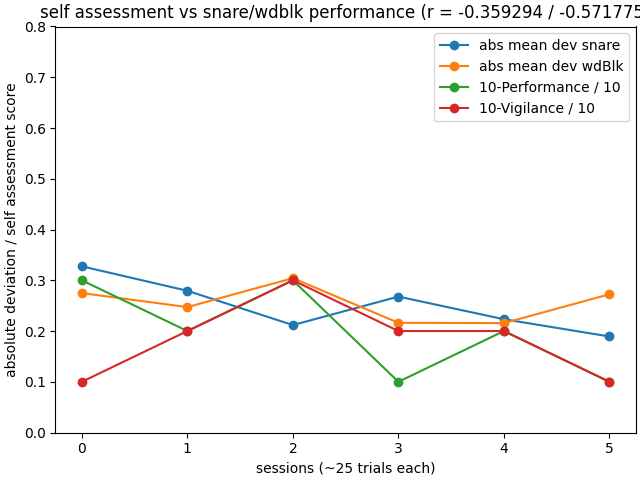 self assessment vs snare/wdblk performance (r = -0.359294 / -0.571775
abs mean dev snare
abs mean dev wdBlk
10-Performance / 10
10-Vigilance / 10
absolute deviation / self assessment score
0.8
0.7
0.6
0.5
0.4
0.3
0.2
0.1
0.0
0 1 2 3 4 5
sessions (~25 trials each)